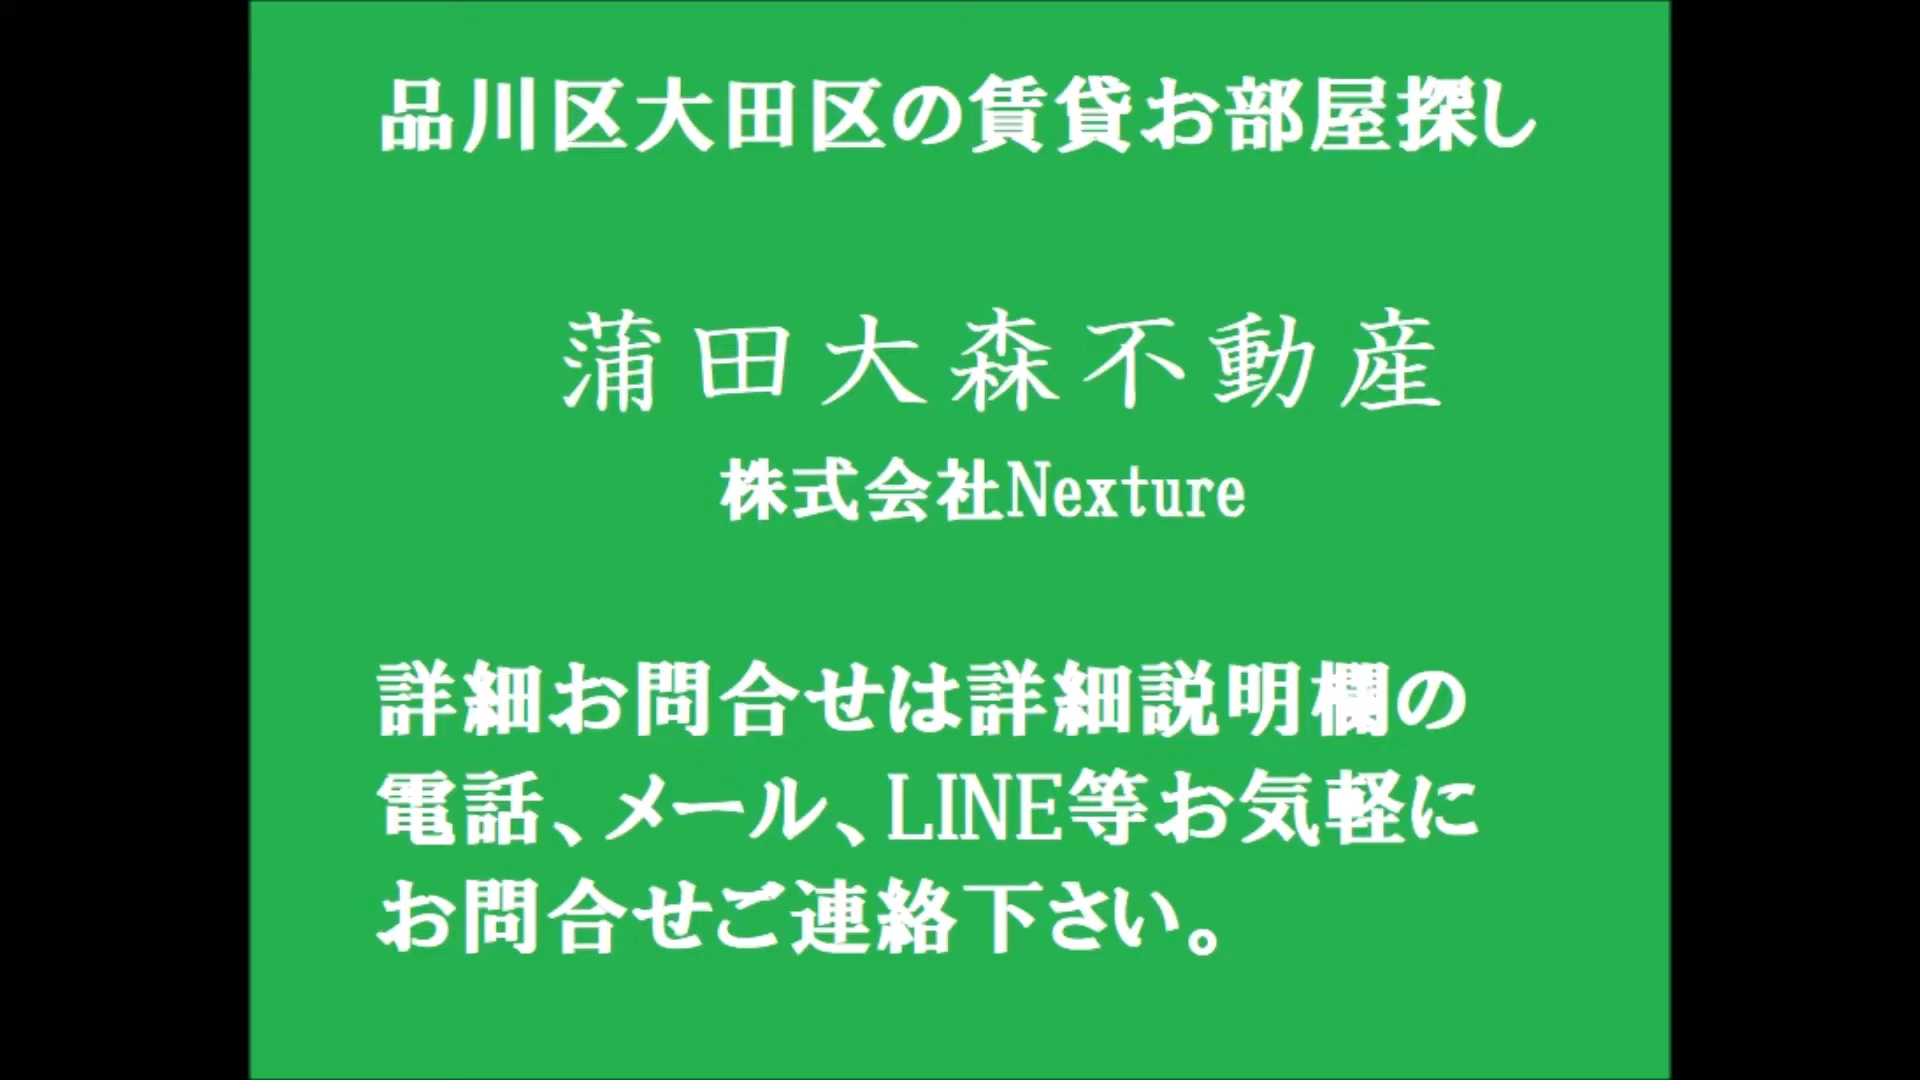 品川区大田区の賃貸お部屋探し
蒲田大森不動産
株式会社Nexture
詳細お問合せは詳細説明欄の
電話、メール、LINE等お気軽に
お問合せご連絡下さい。